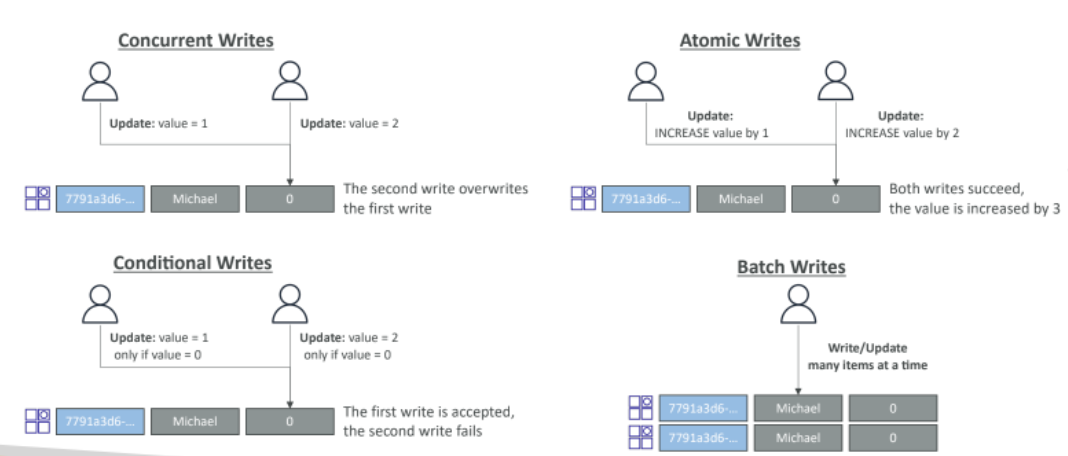 Concurrent Writes
Update: value = 1
Update: value = 2
7791a3d6-...
Michael
0
The second write overwrites
the first write
Atomic Writes
Update:
INCREASE value by 1
Update:
INCREASE value by 2
7791a3d6-...
Michael
0
Both writes succeed,
the value is increased by 3
Conditional Writes
Update: value = 1
only if value = 0
Update: value = 2
only if value = 0
7791a3d6-...
Michael
0
The first write is accepted,
the second write fails
Batch Writes
Write/Update
many items at a time
7791a3d6-...
Michael
0
7791a3d6-...
Michael
0